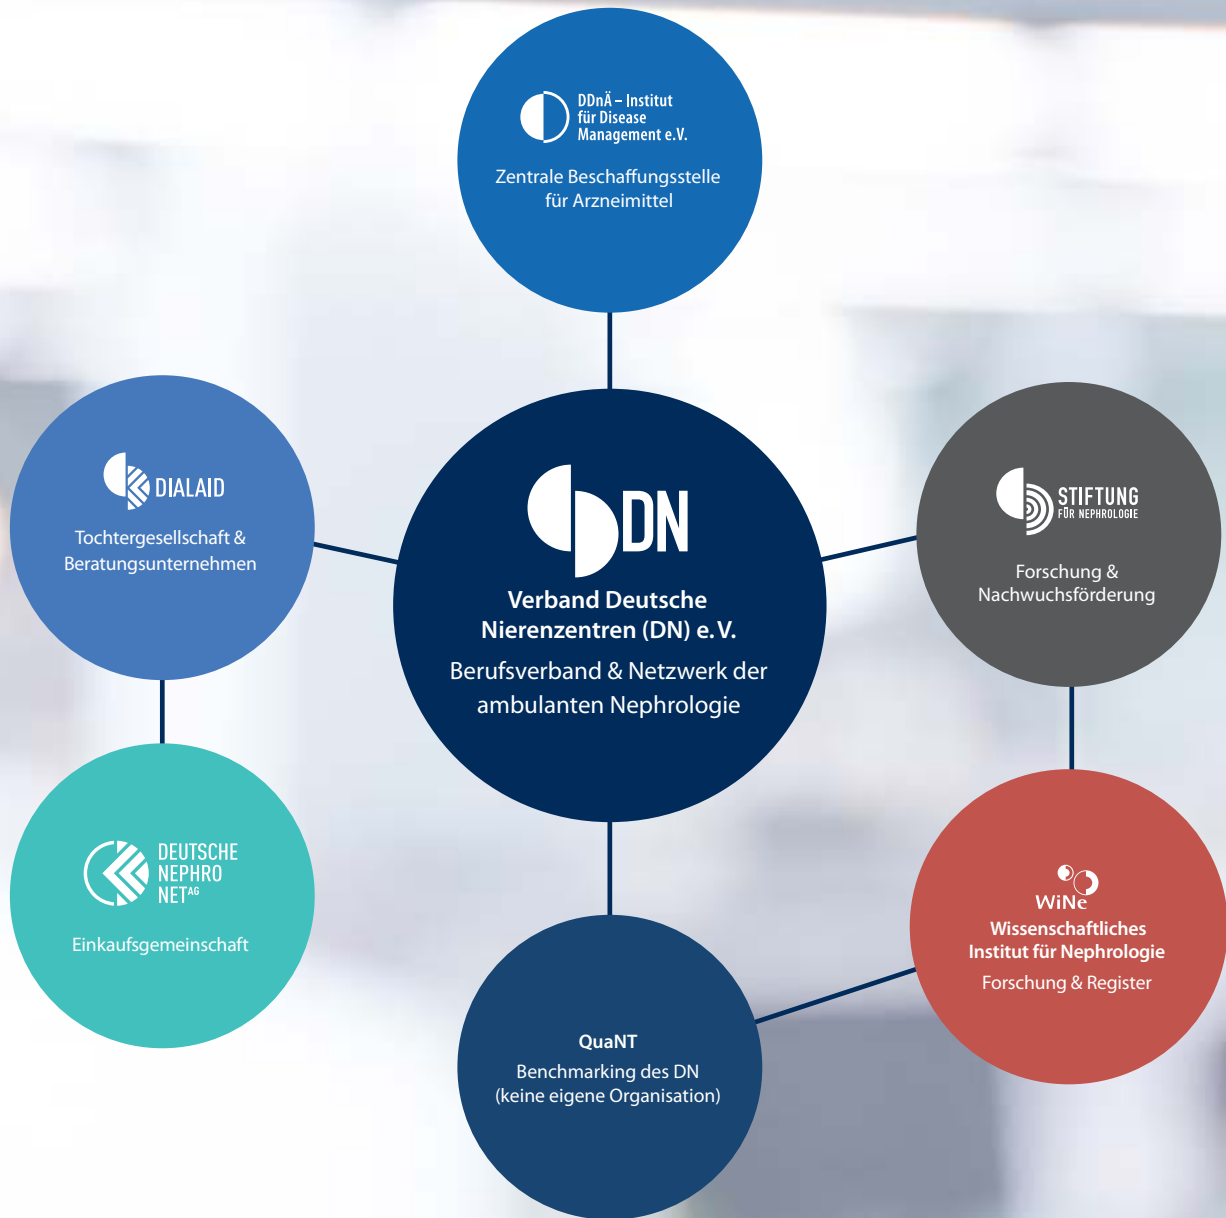 DDnÄ – Institut
für Disease
Management e.V.
Zentrale Beschaffungsstelle
für Arzneimittel
DIALAID
Tochtergesellschaft &
Beratungsunternehmen
DN
Verband Deutsche
Nierenzentren (DN) e. V.
Berufsverband & Netzwerk der
ambulanten Nephrologie
STIFTUNG
FÜR NEPHROLOGIE
Forschung &
Nachwuchsförderung
DEUTSCHE
NEPHRO
NETAG
Einkaufsgemeinschaft
WiNe
Wissenschaftliches
Institut für Nephrologie
Forschung & Register
QuaNT
Benchmarking des DN
(keine eigene Organisation)